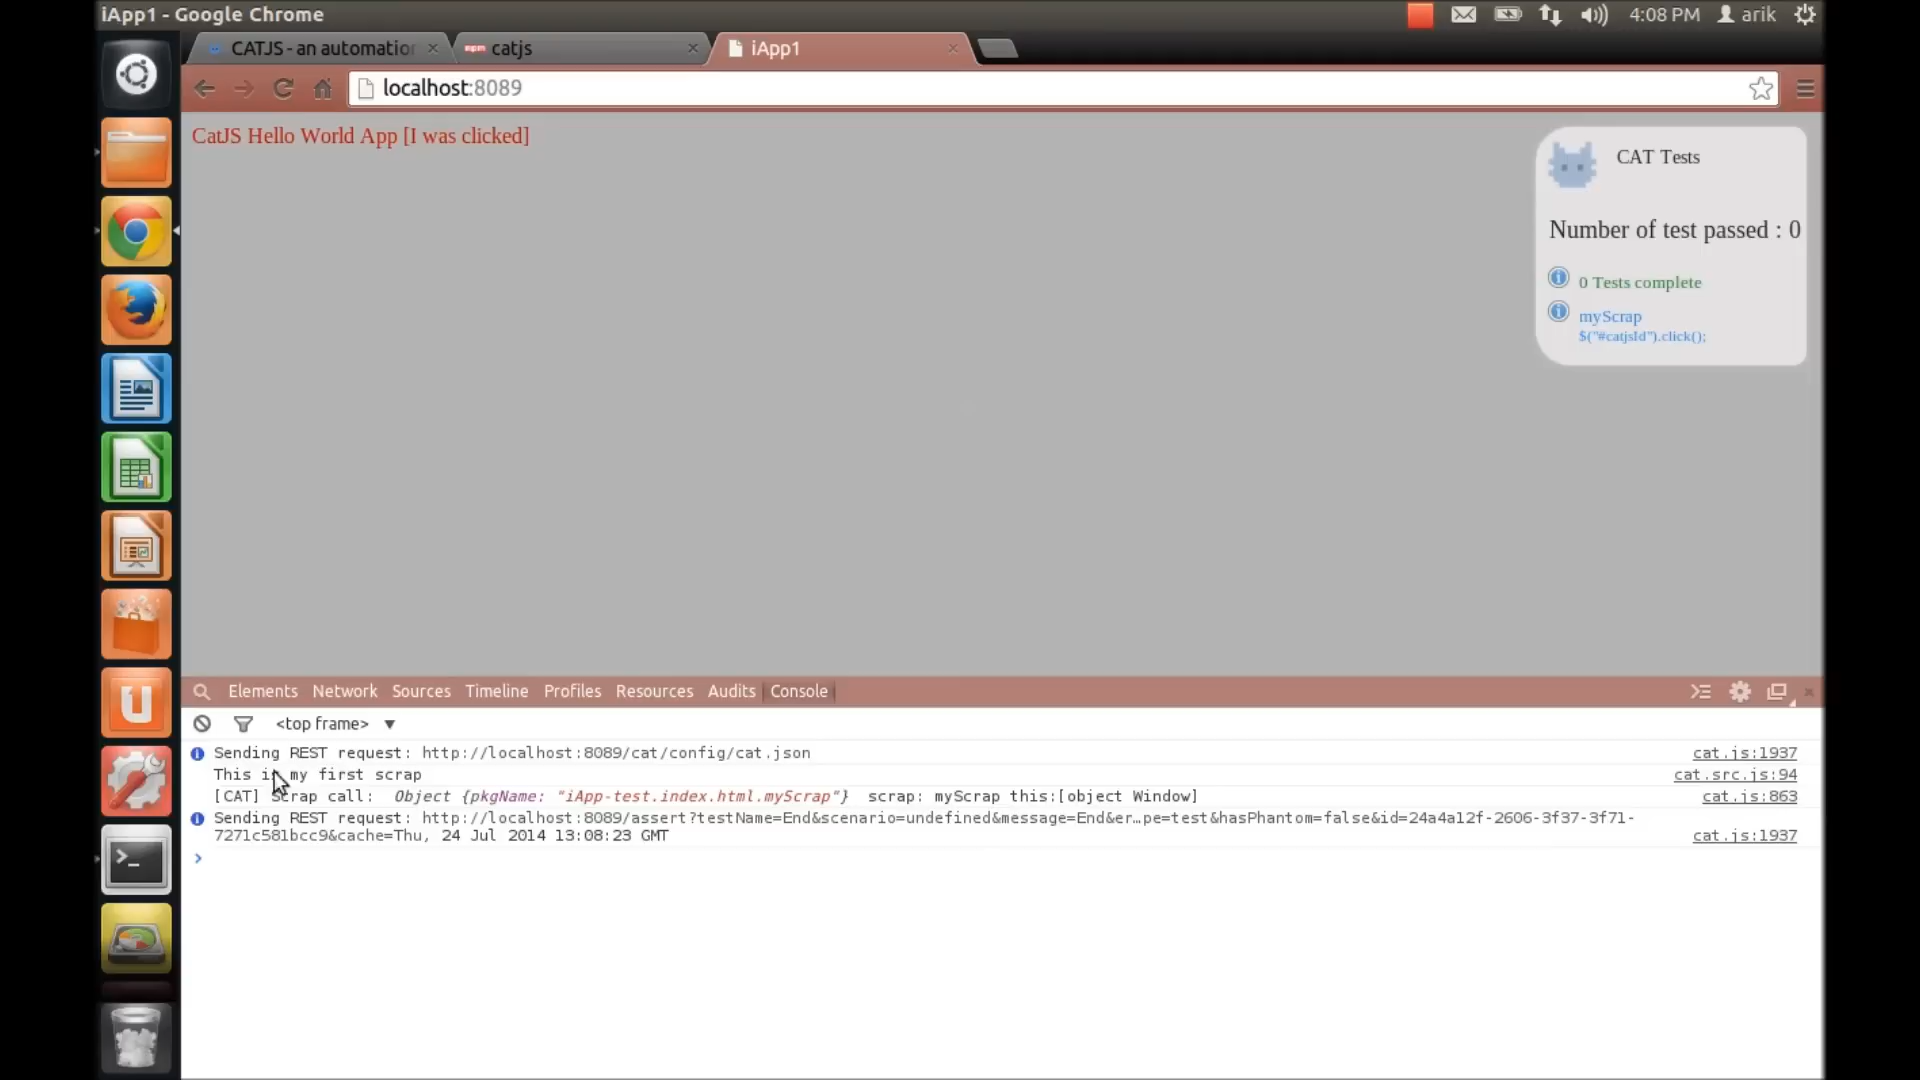 iApp1 - Google Chrome
4:08 PM arik
CATJS - an automation
catjs
iApp1
localhost:8089
CatJS Hello World App [I was clicked]
CAT Tests
Number of test passed : 0
0 Tests complete
myScrap
$("#catjsId").click();
Elements Network Sources Timeline Profiles Resources Audits Console
<top frame>
Sending REST request: http://localhost:8089/cat/config/cat.json cat.js:1937
This is my first scrap cat.src.js:94
[CAT] Scrap call: Object {pkgName: "iApp-test.index.html.myScrap"} scrap: myScrap this:[object Window] cat.js:863
Sending REST request: http://localhost:8089/assert?testName=End&scenario=undefined&message=End&er…pe=test&hasPhantom=false&id=24a4a12f-2606-3f37-3f71-
7271c581bcc9&cache=Thu, 24 Jul 2014 13:08:23 GMT cat.js:1937